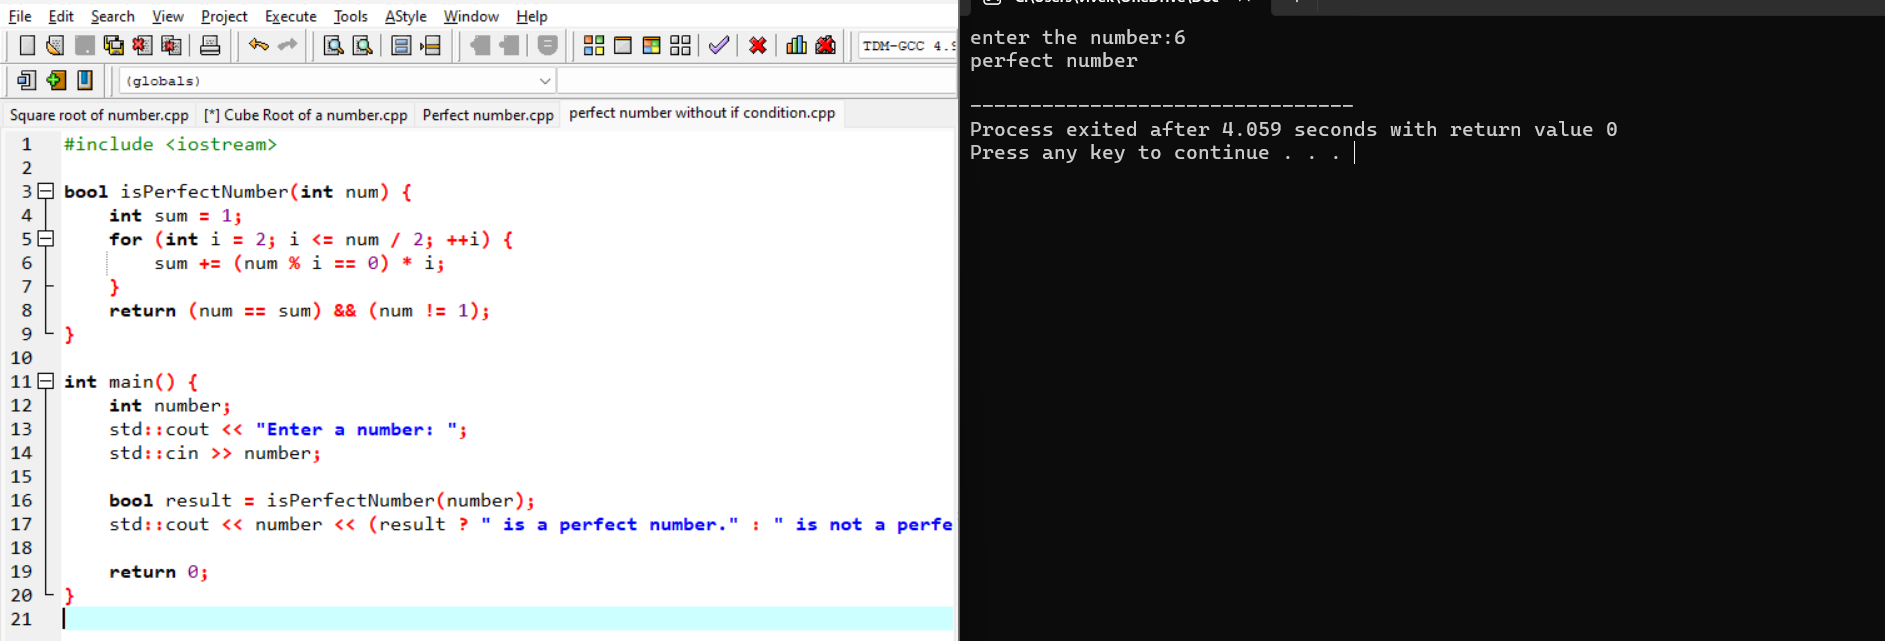 File Edit Search View Project Execute Tools AStyle Window Help
TDM-GCC 4.9
(globals)
Square root of number.cpp [*] Cube Root of a number.cpp Perfect number.cpp perfect number without if condition.cpp
1 #include <iostream>
2
3 bool isPerfectNumber(int num) {
4 int sum = 1;
5 for (int i = 2; i <= num / 2; ++i) {
6 sum += (num % i == 0) * i;
7 }
8 return (num == sum) && (num != 1);
9 }
10
11 int main() {
12 int number;
13 std::cout << "Enter a number: ";
14 std::cin >> number;
15
16 bool result = isPerfectNumber(number);
17 std::cout << number << (result ? " is a perfect number." : " is not a perfe
18
19 return 0;
20 }
21
enter the number:6
perfect number
--------------------------------
Process exited after 4.059 seconds with return value 0
Press any key to continue . . .